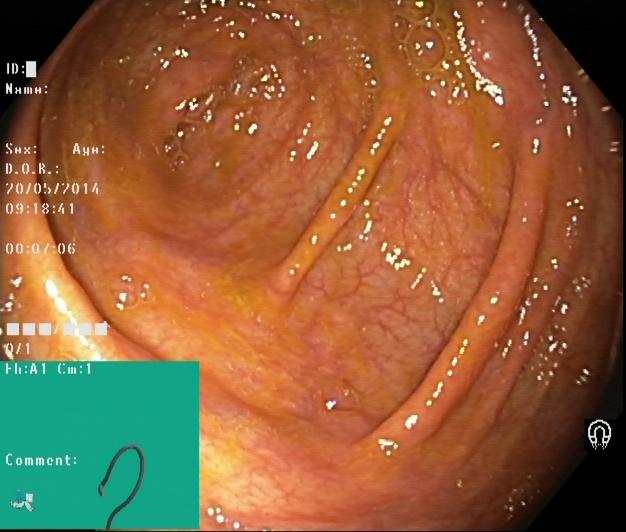 ID:
Name:
Sex: Age:
D.O.B.:
20/05/2014
09:18:41
00:07:06
0/1
Eh:A1 Cm:1
Comment: